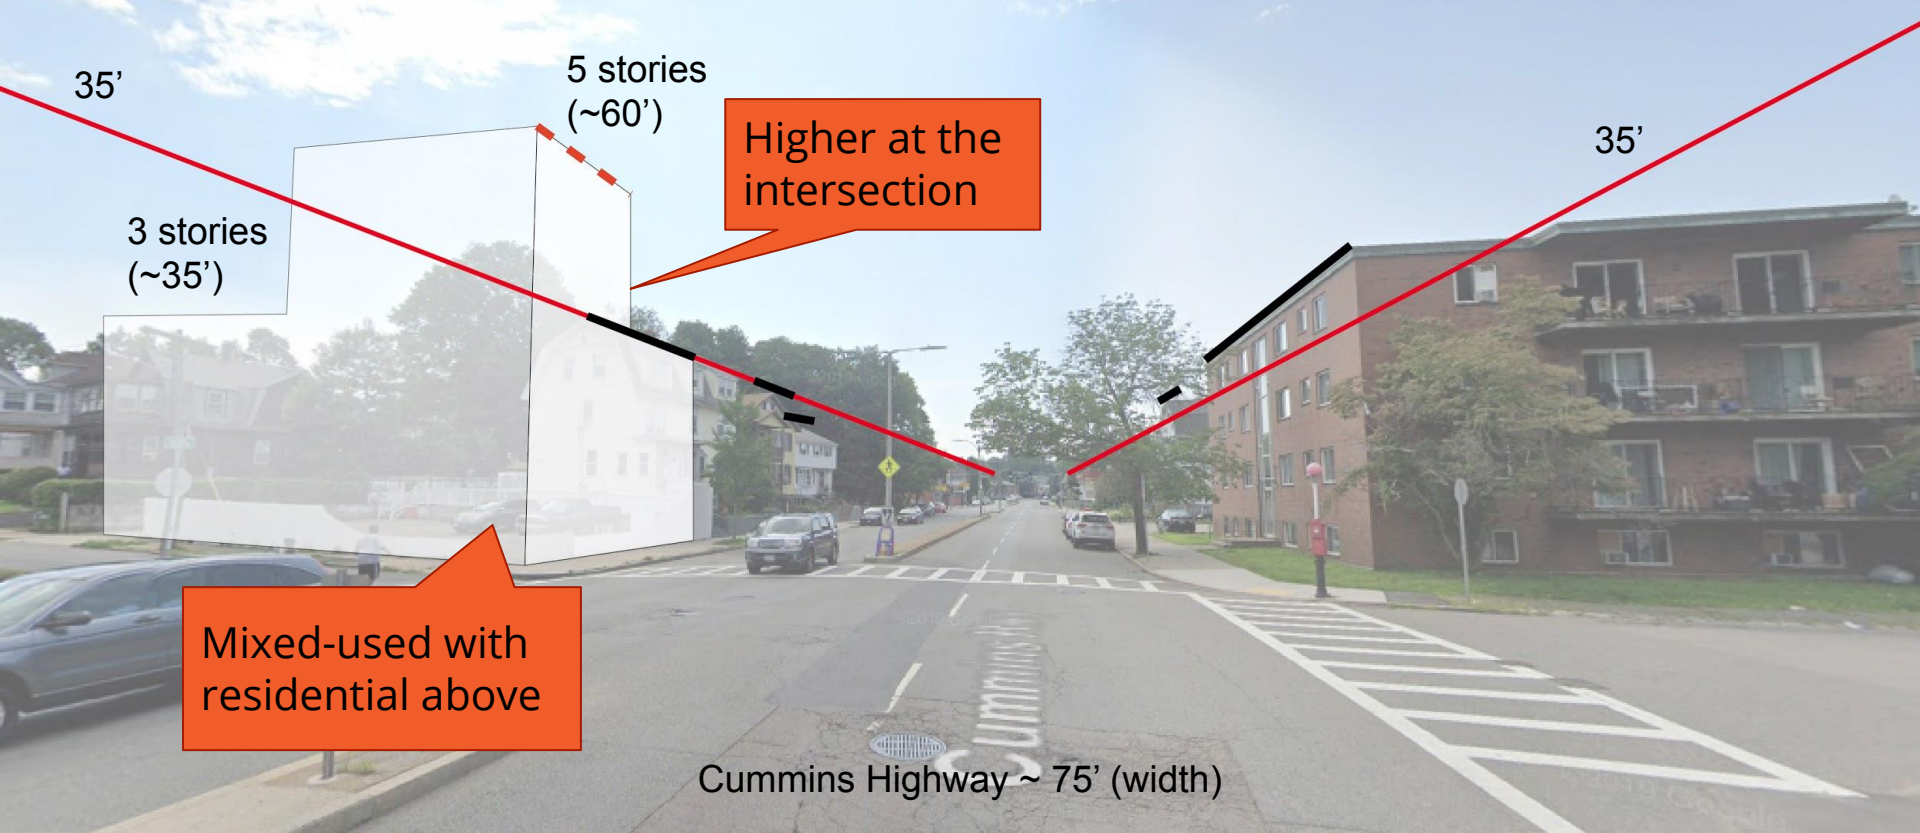 35’
5 stories
(~60’)
Higher at the
intersection
35’
3 stories
(~35’)
Mixed-used with
residential above
Cummins
Cummins Highway ~ 75’ (width)